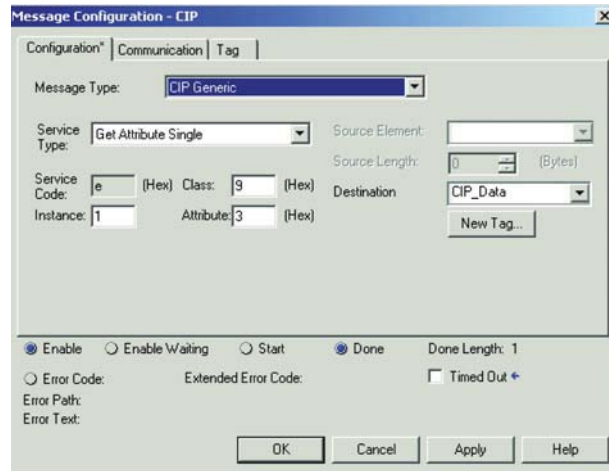 Message Configuration - CIP
Configuration* Communication Tag
Message Type: CIP Generic
Service Type: Get Attribute Single
Source Element:
Source Length: 0 (Bytes)
Service Code: e (Hex) Class: 9 (Hex)
Destination CIP_Data
Instance: 1 Attribute: 3 (Hex)
New Tag...
Enable Enable Waiting Start Done Done Length: 1
Error Code: Extended Error Code: Timed Out
Error Path:
Error Text:
OK Cancel Apply Help